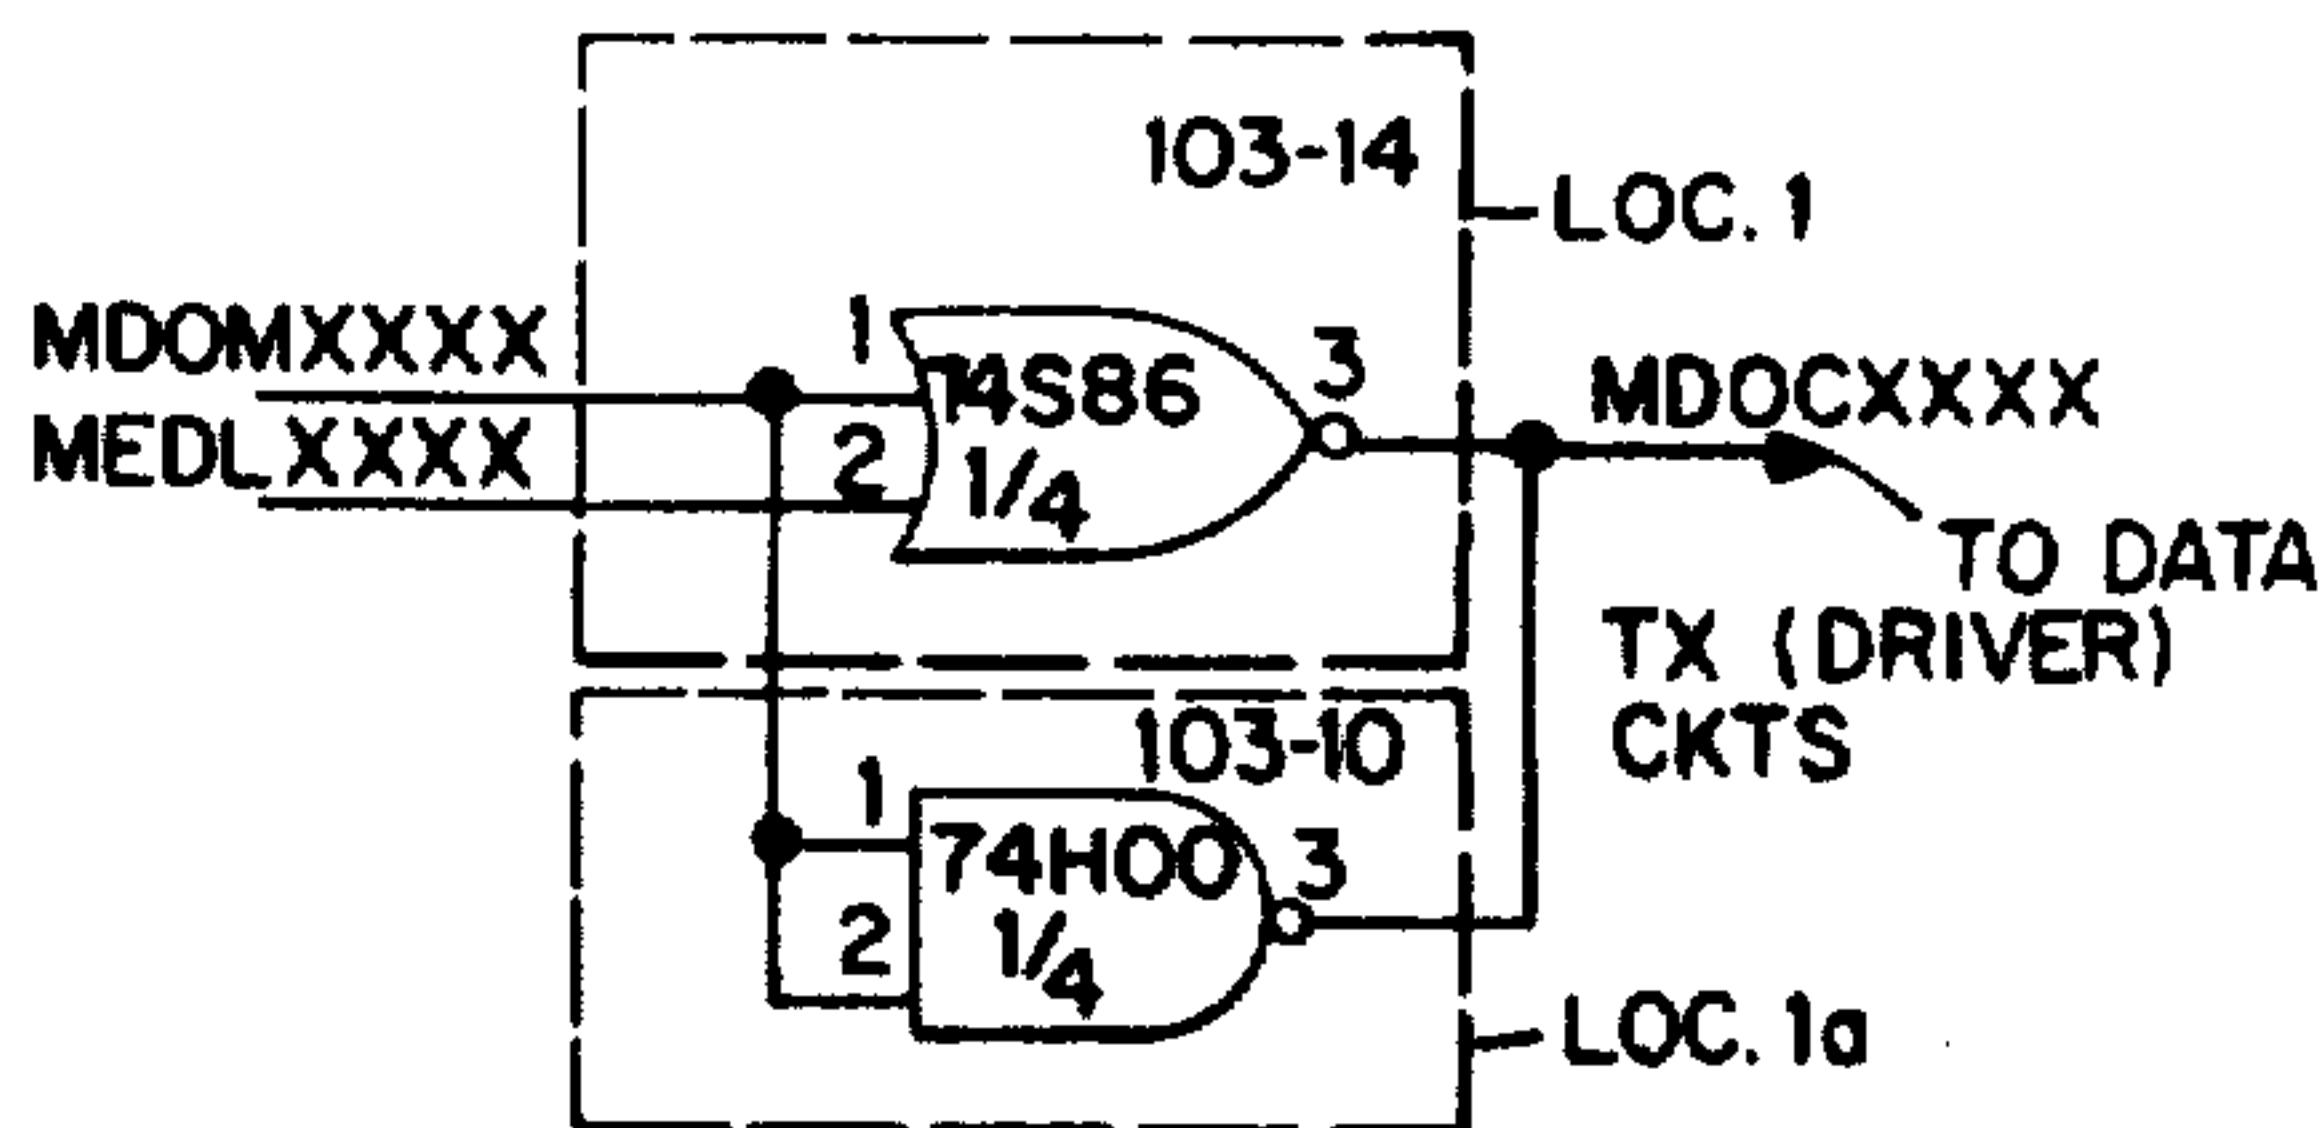 103-14
LOC. 1
MDOMXXXX
1
74S86
3
MDOCXXXX
MEDLXXXX
2
1/4
TO DATA
TX (DRIVER)
CKTS
103-10
1
74H00
3
2
1/4
LOC. 1a